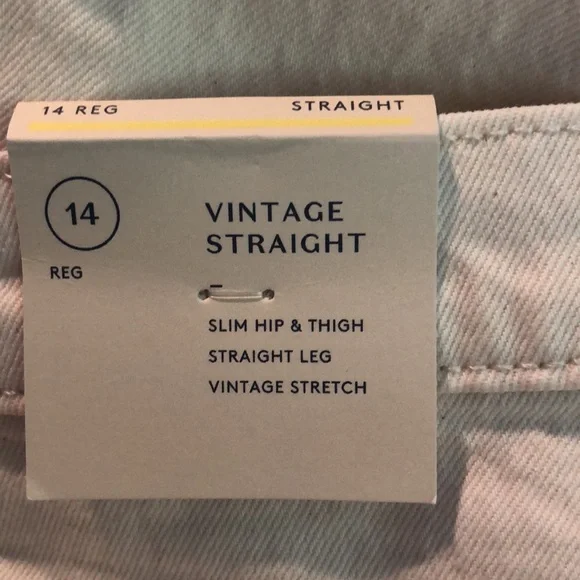 14 REG STRAIGHT
14
REG
VINTAGE
STRAIGHT
SLIM HIP & THIGH
STRAIGHT LEG
VINTAGE STRETCH